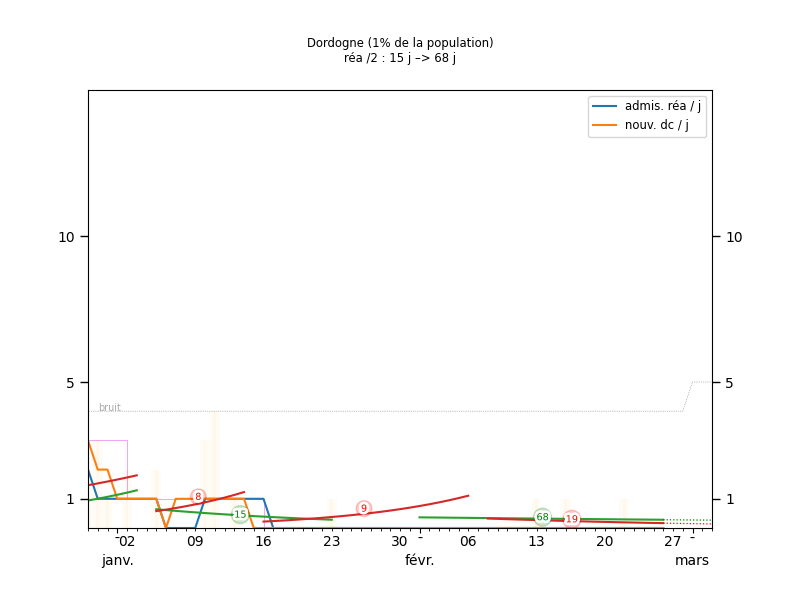 Dordogne (1% de la population)
réa /2 : 15 j –> 68 j
admis. réa / j
nouv. dc / j
10 10
5 5
bruit
1 1
8
9
15
68
19
02 09 16 23 30 06 13 20 27
janv. févr. mars